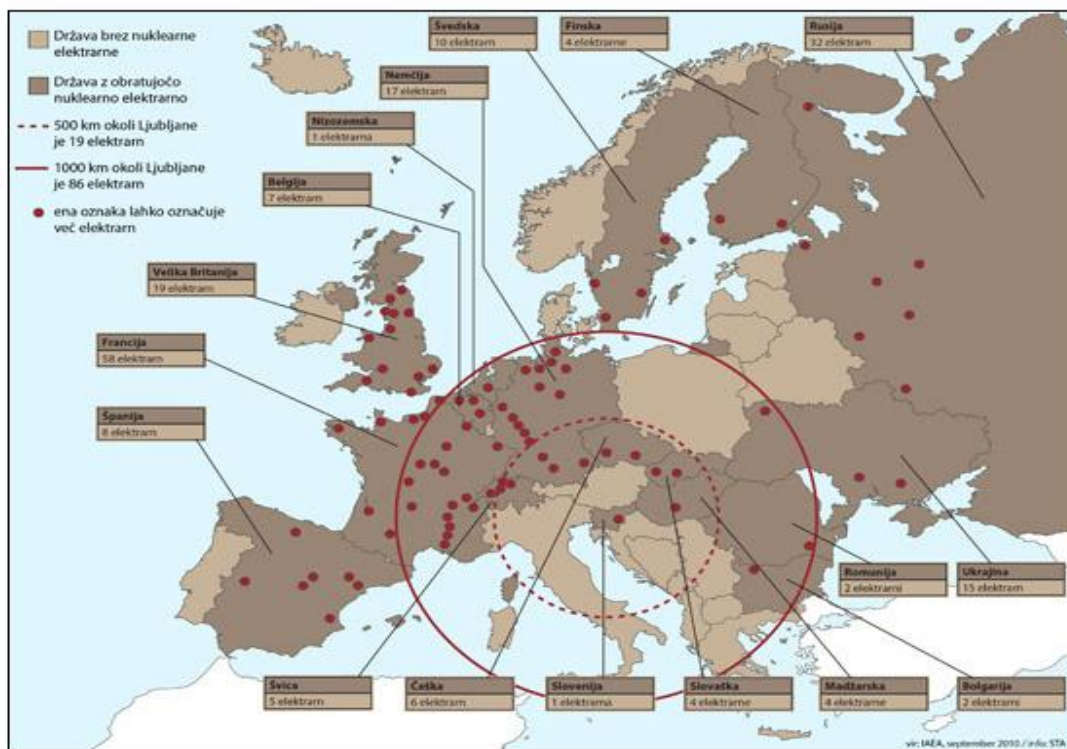 Država brez nuklearne
elektrarne
Država z obratujočo
nuklearno elektrarno
500 km okoli Ljubljane
je 19 elektrarn
1000 km okoli Ljubljane
je 86 elektrarn
ena oznaka lahko označuje
več elektrarn
Švedska
10 elektrarn
Finska
4 elektrarne
Rusija
32 elektrarn
Nemčija
17 elektrarn
Nizozemska
1 elektrarna
Belgija
7 elektrarn
Velika Britanija
19 elektrarn
Francija
58 elektrarn
Španija
8 elektrarn
Romunija
2 elektrarni
Ukrajina
15 elektrarn
Švica
5 elektrarn
Češka
6 elektrarn
Slovenija
1 elektrarna
Slovaška
4 elektrarne
Madžarska
4 elektrarne
Bolgarija
2 elektrarni
vir: IAEA, september 2010 / info: STA